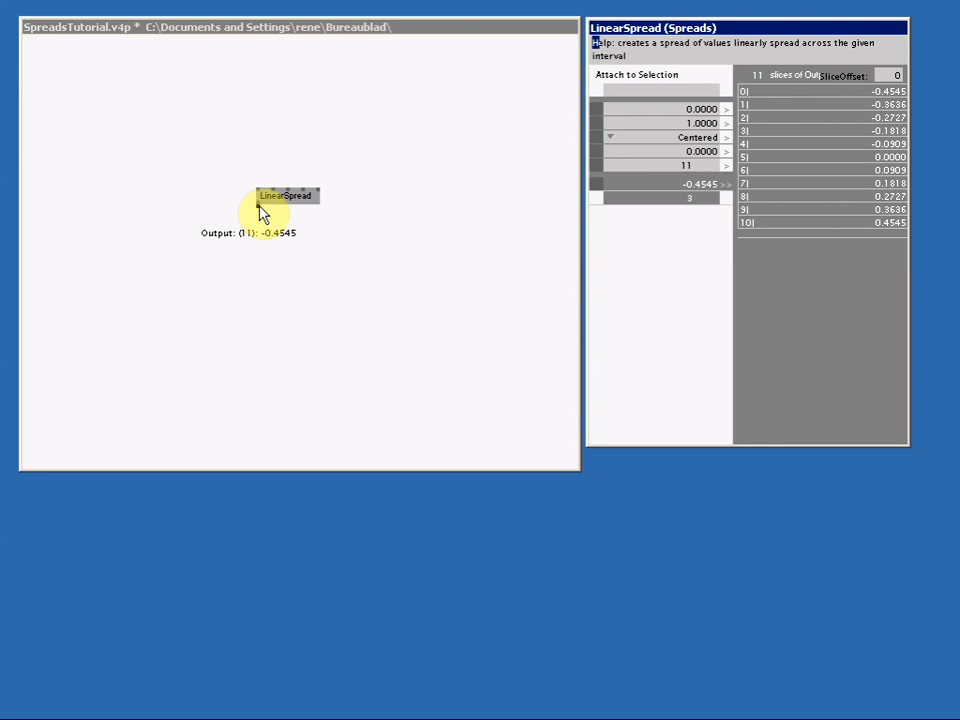 SpreadsTutorial.v4p * C:\Documents and Settings\rene\Bureaublad\
LinearSpread
Output: (11): -0.4545
LinearSpread (Spreads)
Help: creates a spread of values linearly spread across the given
interval
Attach to Selection
0.0000 >
1.0000 >
Centered >
0.0000 >
11 >
-0.4545 >>
3
11 slices of Out SliceOffset: 0
0| -0.4545
1| -0.3636
2| -0.2727
3| -0.1818
4| -0.0909
5| 0.0000
6| 0.0909
7| 0.1818
8| 0.2727
9| 0.3636
10| 0.4545